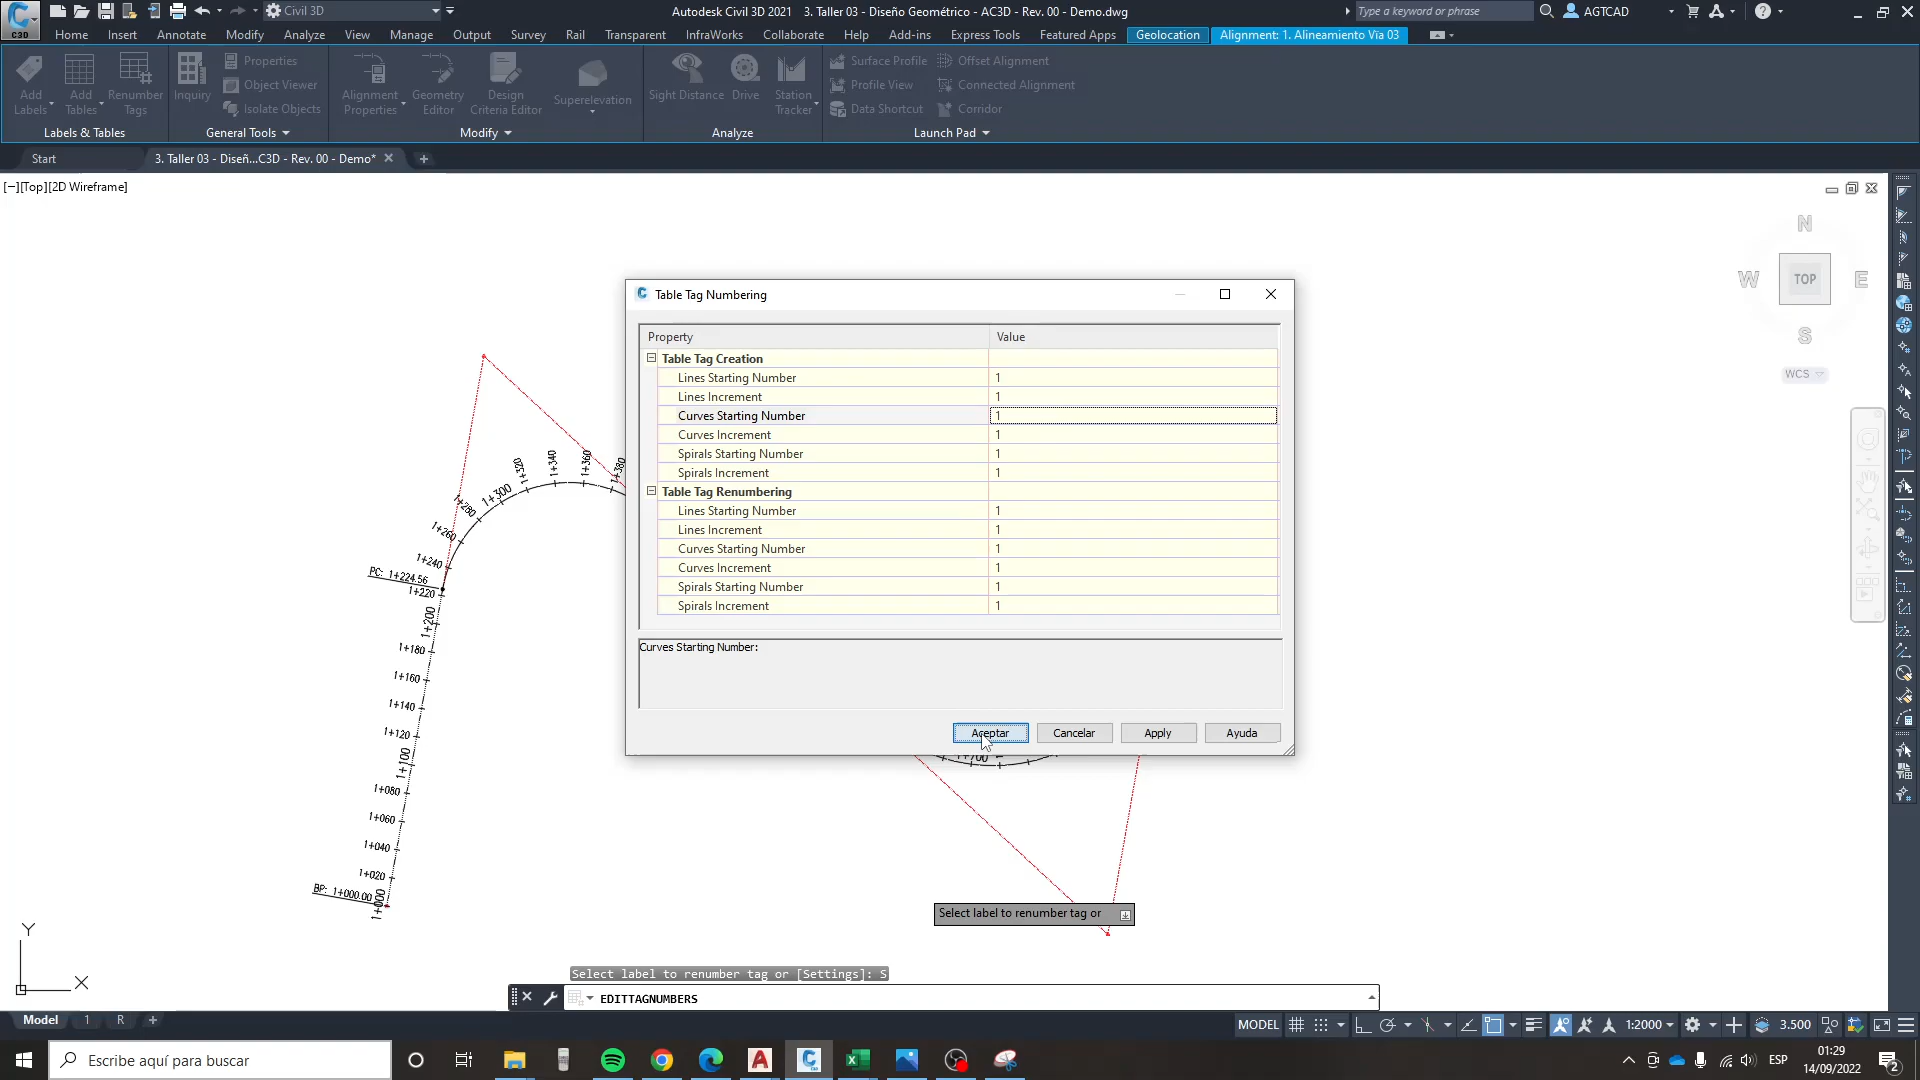 Civil 3D
Autodesk Civil 3D 2021 3. Taller 03 - Diseño Geométrico - AC3D - Rev. 00 - Demo.dwg
Type a keyword or phrase
AGTCAD
C3D
Home Insert Annotate Modify Analyze View Manage Output Survey Rail Transparent InfraWorks Collaborate Help Add-ins Express Tools Featured Apps Geolocation Alignment: 1. Alineamiento Vía 03
Add Labels
Add Tables
Renumber Tags
Labels & Tables
Inquiry
Properties
Object Viewer
Isolate Objects
General Tools
Alignment Properties
Geometry Editor
Design Criteria Editor
Superelevation
Modify
Sight Distance
Drive
Station Tracker
Analyze
Surface Profile
Profile View
Data Shortcut
Offset Alignment
Connected Alignment
Corridor
Launch Pad
Start
3. Taller 03 - Diseñ...C3D - Rev. 00 - Demo*
[−][Top][2D Wireframe]
N
W TOP E
S
WCS
Table Tag Numbering
Property Value
Table Tag Creation
Lines Starting Number 1
Lines Increment 1
Curves Starting Number 1
Curves Increment 1
Spirals Starting Number 1
Spirals Increment 1
Table Tag Renumbering
Lines Starting Number 1
Lines Increment 1
Curves Starting Number 1
Curves Increment 1
Spirals Starting Number 1
Spirals Increment 1
Curves Starting Number:
Aceptar Cancelar Apply Ayuda
1+380
1+360
1+340
1+320
1+300
1+280
1+260
1+240
PC: 1+224.56
1+220
1+200
1+180
1+160
1+140
1+120
1+100
1+080
1+060
1+040
1+020
BP: 1+000.00
1+000
1+700
Select label to renumber tag or
Y
X
Select label to renumber tag or [Settings]: S
EDITTAGNUMBERS
Model 1 R
MODEL 1:2000 3.500
Escribe aquí para buscar
ESP
01:29
14/09/2022
2